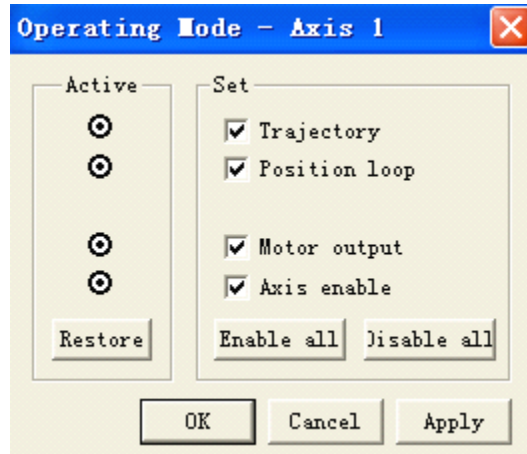 Operating Mode - Axis 1
Active
Set
Trajectory
Position loop
Motor output
Axis enable
Restore
Enable all
Disable all
OK
Cancel
Apply